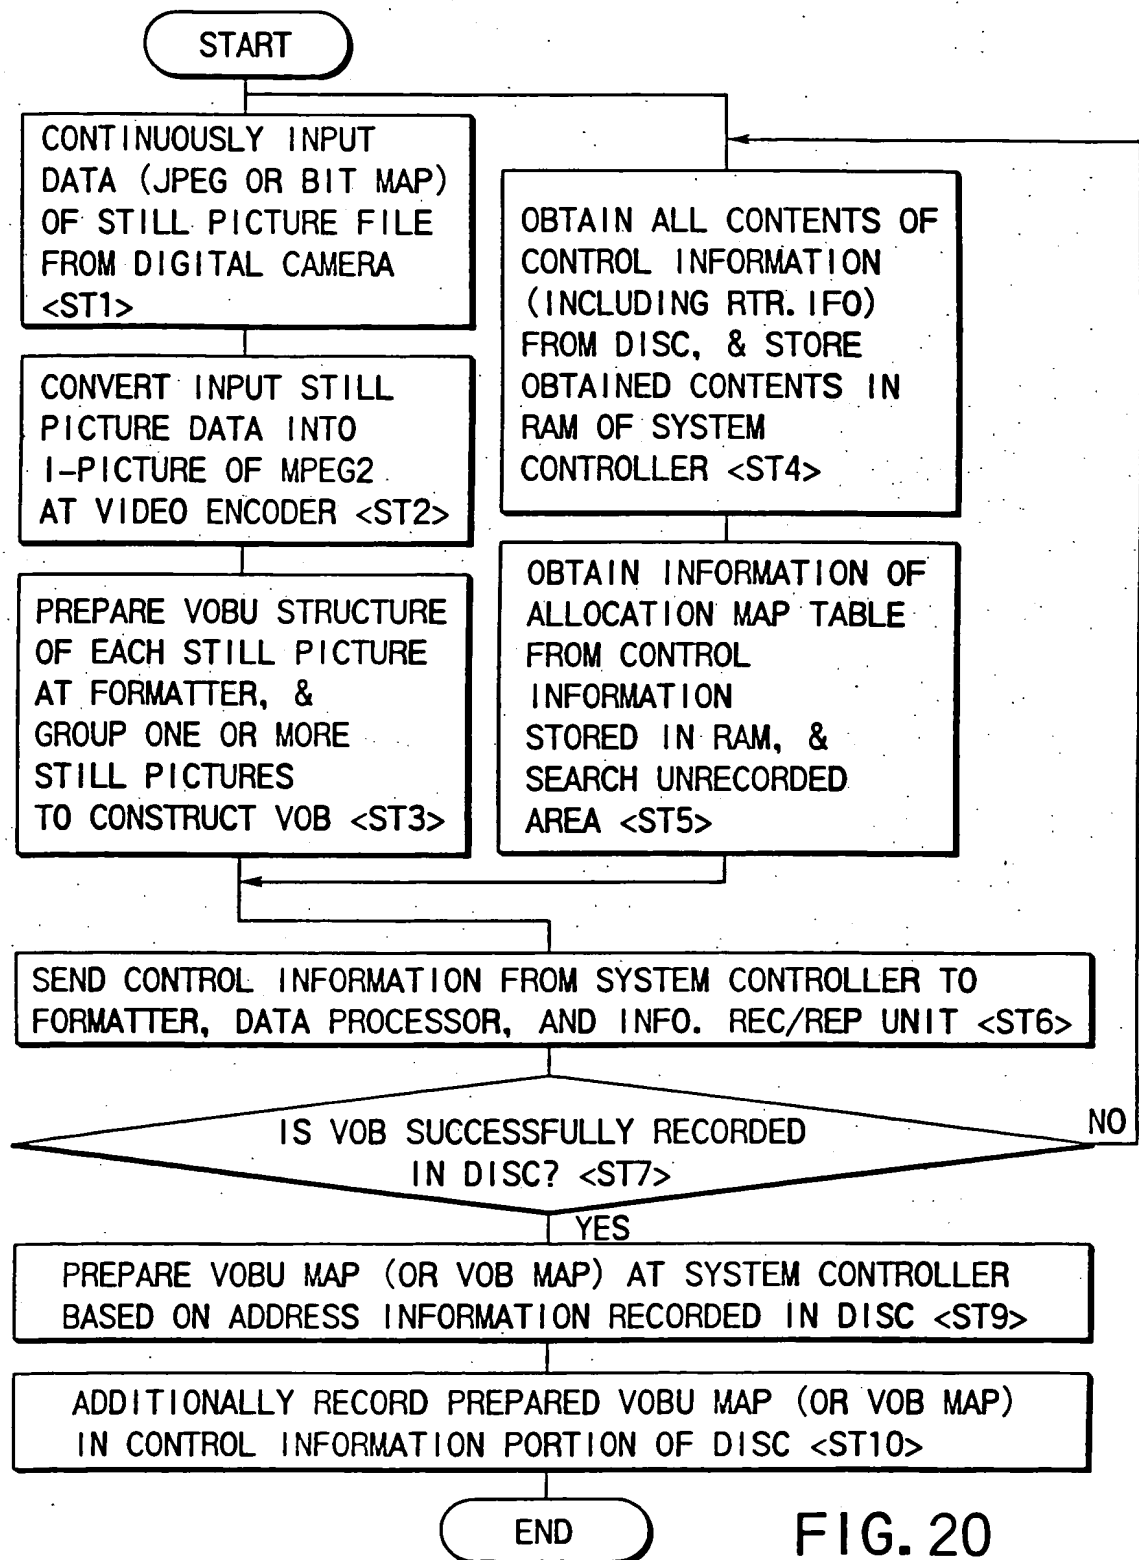 START
CONTINUOUSLY INPUT
DATA (JPEG OR BIT MAP)
OF STILL PICTURE FILE
FROM DIGITAL CAMERA
<ST1>
CONVERT INPUT STILL
PICTURE DATA INTO
I-PICTURE OF MPEG2
AT VIDEO ENCODER <ST2>
PREPARE VOBU STRUCTURE
OF EACH STILL PICTURE
AT FORMATTER, &
GROUP ONE OR MORE
STILL PICTURES
TO CONSTRUCT VOB <ST3>
OBTAIN ALL CONTENTS OF
CONTROL INFORMATION
(INCLUDING RTR. IFO)
FROM DISC, & STORE
OBTAINED CONTENTS IN
RAM OF SYSTEM
CONTROLLER <ST4>
OBTAIN INFORMATION OF
ALLOCATION MAP TABLE
FROM CONTROL
INFORMATION
STORED IN RAM, &
SEARCH UNRECORDED
AREA <ST5>
SEND CONTROL INFORMATION FROM SYSTEM CONTROLLER TO
FORMATTER, DATA PROCESSOR, AND INFO. REC/REP UNIT <ST6>
IS VOB SUCCESSFULLY RECORDED
IN DISC? <ST7>
NO
YES
PREPARE VOBU MAP (OR VOB MAP) AT SYSTEM CONTROLLER
BASED ON ADDRESS INFORMATION RECORDED IN DISC <ST9>
ADDITIONALLY RECORD PREPARED VOBU MAP (OR VOB MAP)
IN CONTROL INFORMATION PORTION OF DISC <ST10>
END
FIG. 20